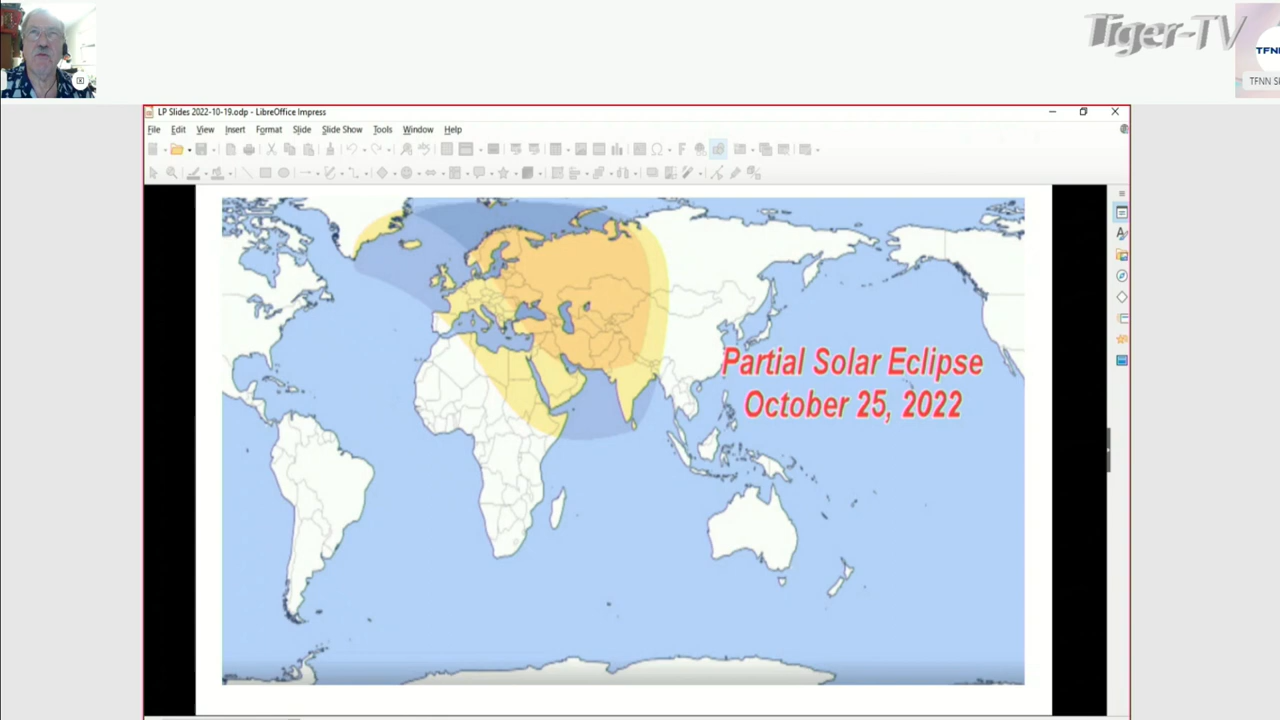 Tiger-TV
TFNN
LP Slides 2022-10-19.odp - LibreOffice Impress
File Edit View Insert Format Slide Slide Show Tools Window Help
Partial Solar Eclipse
October 25, 2022